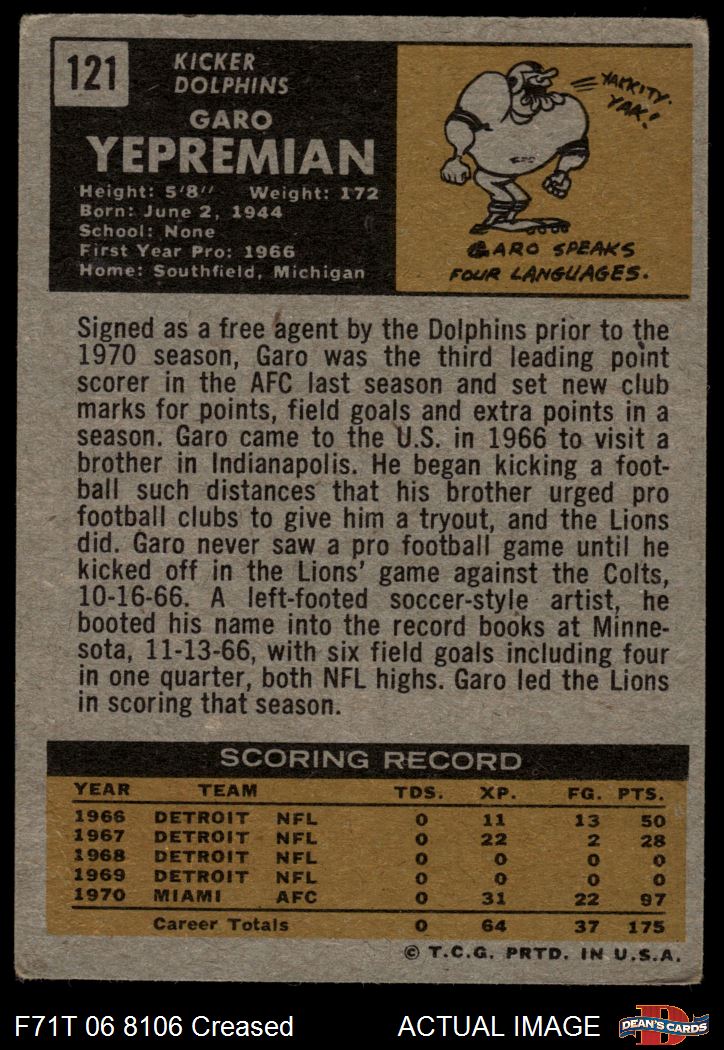 121
KICKER
DOLPHINS
GARO
YEPREMIAN
Height: 5'8" Weight: 172
Born: June 2, 1944
School: None
First Year Pro: 1966
Home: Southfield, Michigan
YAKKITY-
YAK!
GARO SPEAKS
FOUR LANGUAGES.
Signed as a free agent by the Dolphins prior to the
1970 season, Garo was the third leading point
scorer in the AFC last season and set new club
marks for points, field goals and extra points in a
season. Garo came to the U.S. in 1966 to visit a
brother in Indianapolis. He began kicking a foot-
ball such distances that his brother urged pro
football clubs to give him a tryout, and the Lions
did. Garo never saw a pro football game until he
kicked off in the Lions' game against the Colts,
10-16-66. A left-footed soccer-style artist, he
booted his name into the record books at Minne-
sota, 11-13-66, with six field goals including four
in one quarter, both NFL highs. Garo led the Lions
in scoring that season.
SCORING RECORD
YEAR TEAM TDS. XP. FG. PTS.
1966 DETROIT NFL 0 11 13 50
1967 DETROIT NFL 0 22 2 28
1968 DETROIT NFL 0 0 0 0
1969 DETROIT NFL 0 0 0 0
1970 MIAMI AFC 0 31 22 97
Career Totals 0 64 37 175
© T.C.G. PRTD. IN U.S.A.
F71T 06 8106 Creased ACTUAL IMAGE
D
DEAN'S CARDS